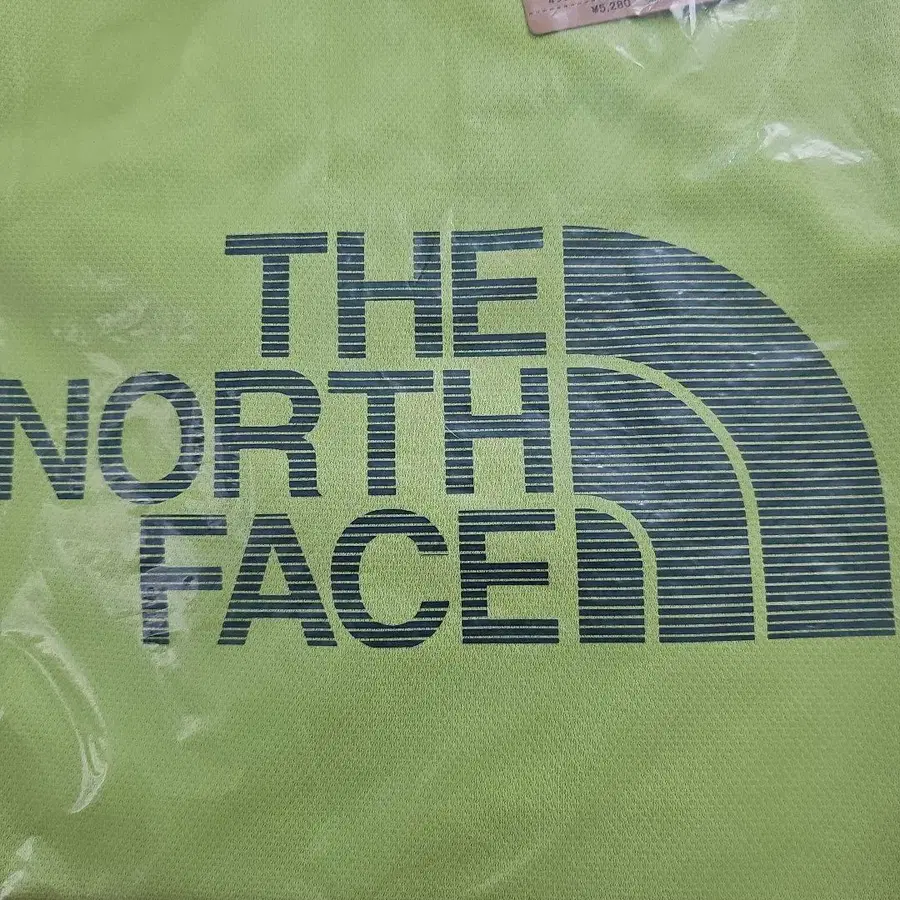 ¥5,280
THE
NORTH
FACE